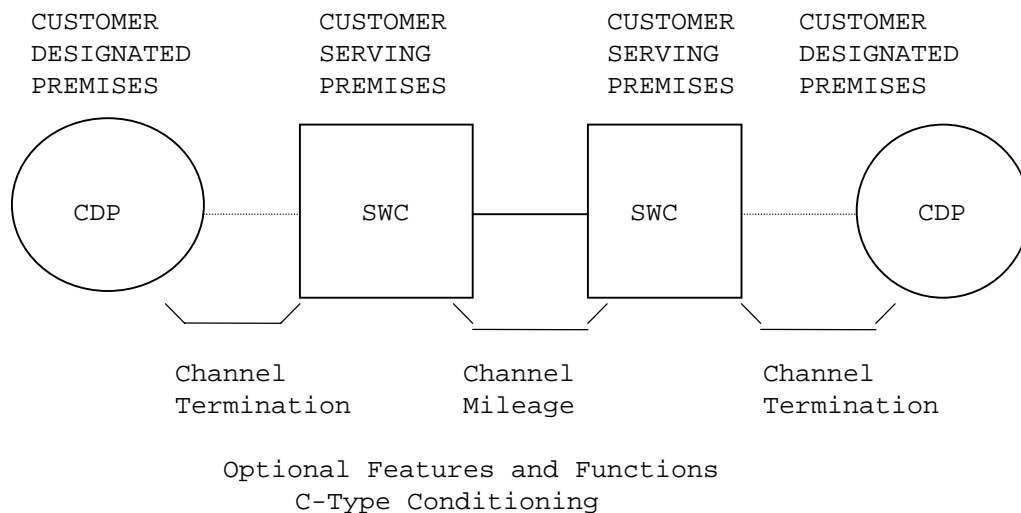 CUSTOMER DESIGNATED PREMISES
CUSTOMER SERVING PREMISES
CUSTOMER SERVING PREMISES
CUSTOMER DESIGNATED PREMISES
CDP
SWC
SWC
CDP
Channel Termination
Channel Mileage
Channel Termination
Optional Features and Functions
C-Type Conditioning